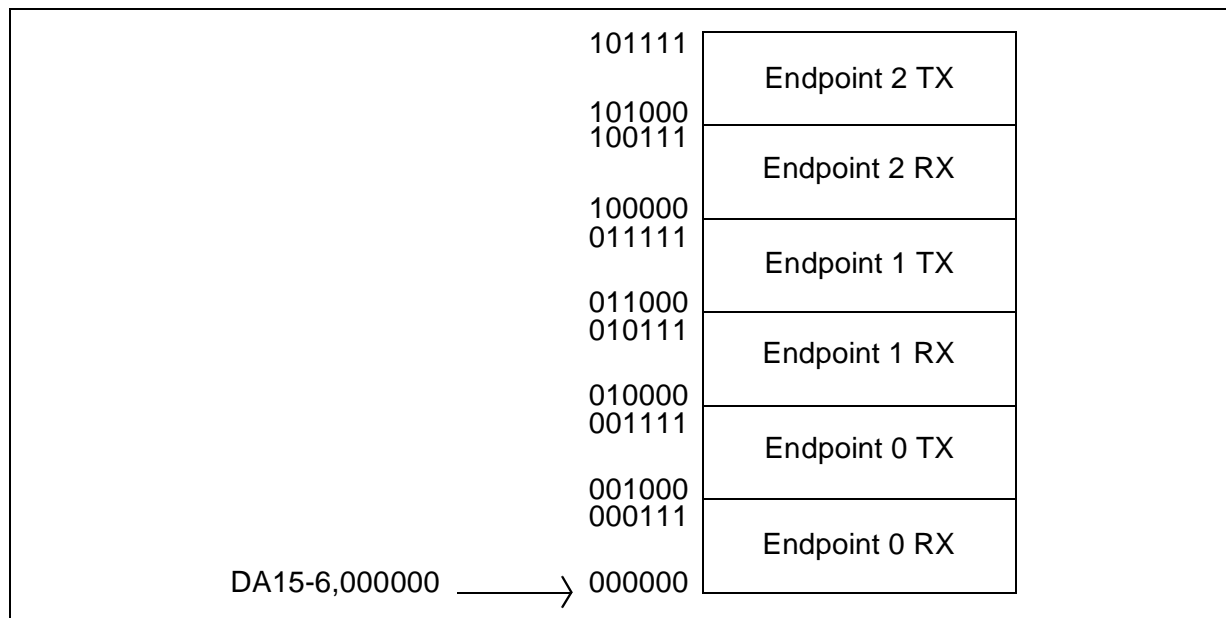 101111
Endpoint 2 TX
101000
100111
Endpoint 2 RX
100000
011111
Endpoint 1 TX
011000
010111
Endpoint 1 RX
010000
001111
Endpoint 0 TX
001000
000111
Endpoint 0 RX
DA15-6,000000 000000